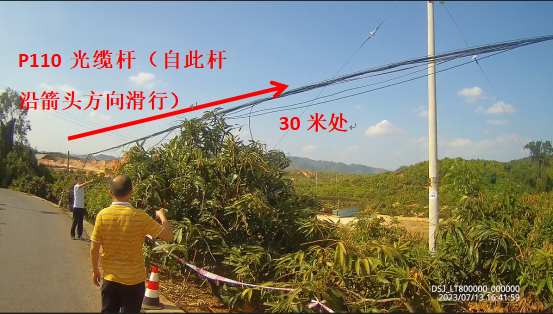 P110 光缆杆（自此杆
沿箭头方向滑行）
30 米处
DSJ_LT800000_000000
2023/07/13 16:41:59